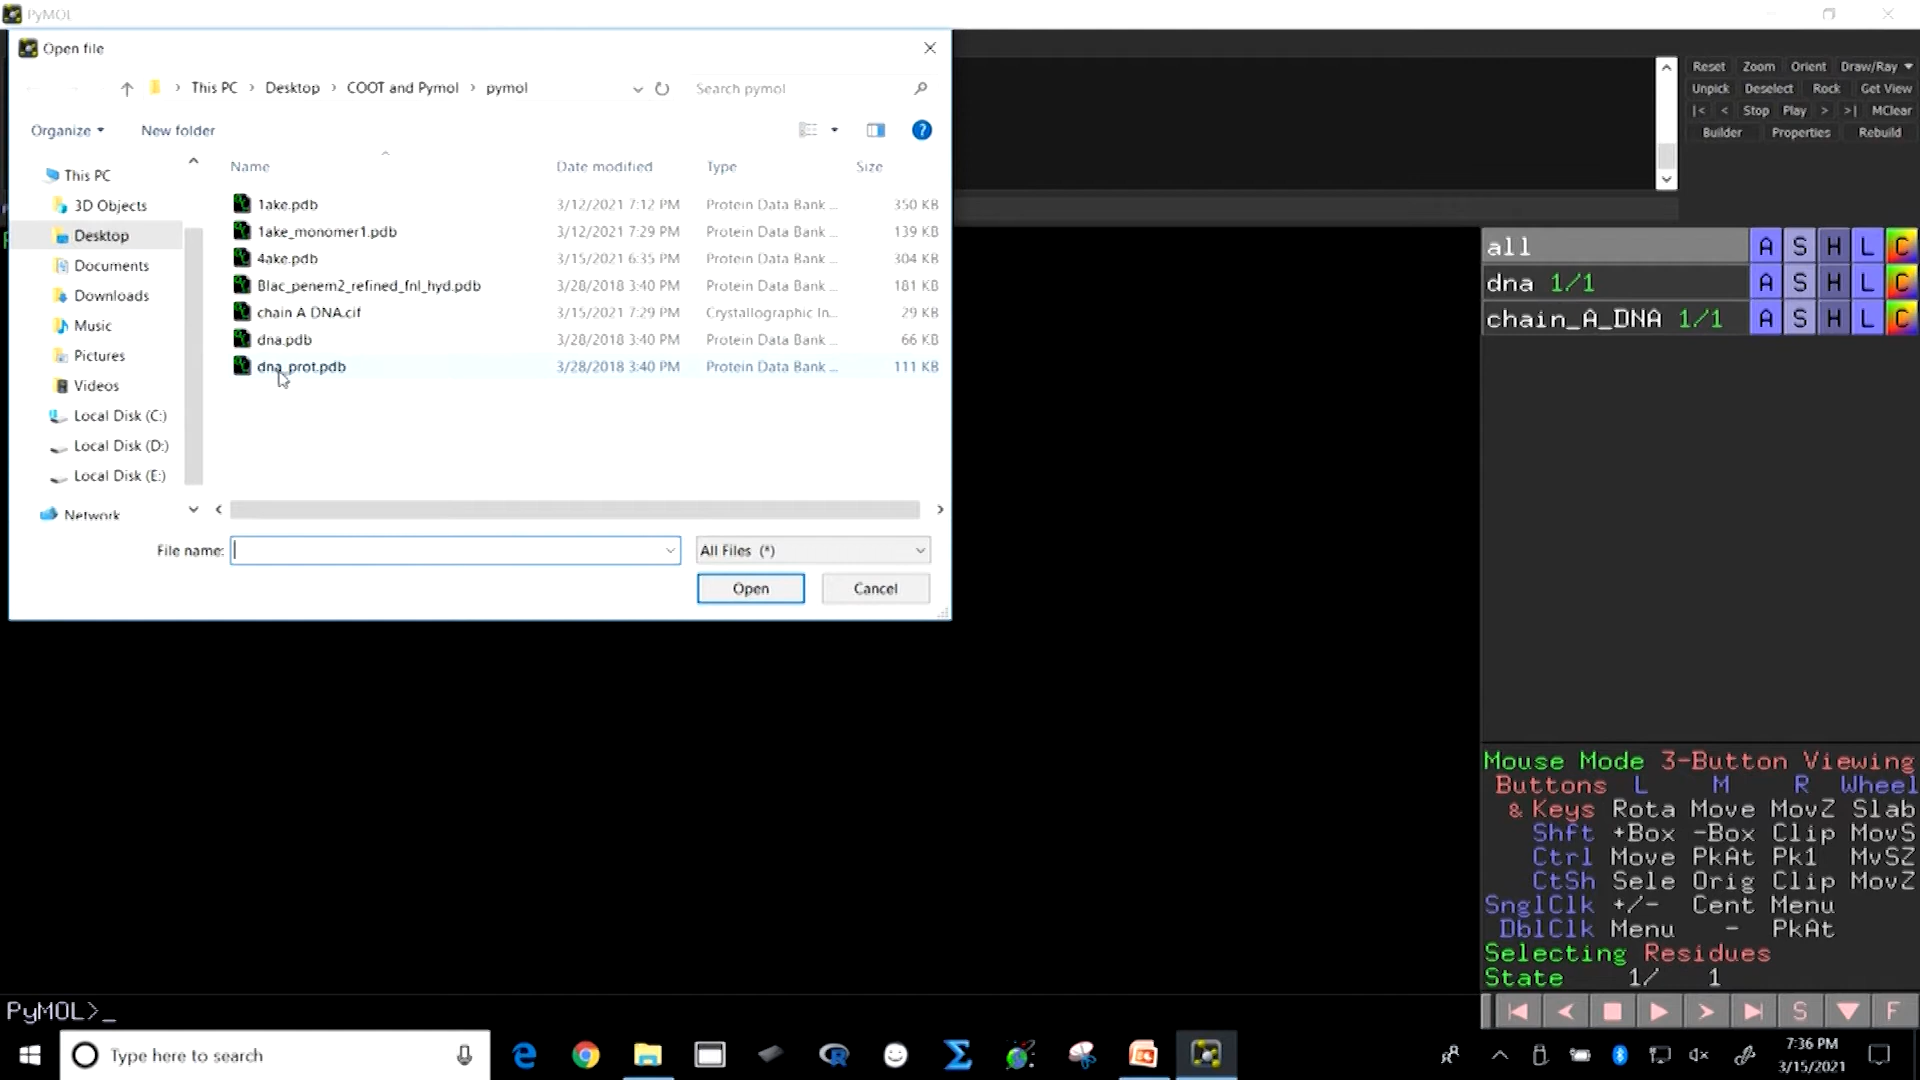 PyMOL
Open file
This PC > Desktop > COOT and Pymol > pymol
Search pymol
Organize
New folder
Name Date modified Type Size
This PC
3D Objects
Desktop
Documents
Downloads
Music
Pictures
Videos
Local Disk (C:)
Local Disk (D:)
Local Disk (E:)
Network
1ake.pdb 3/12/2021 7:12 PM Protein Data Bank ... 350 KB
1ake_monomer1.pdb 3/12/2021 7:29 PM Protein Data Bank ... 139 KB
4ake.pdb 3/15/2021 6:35 PM Protein Data Bank ... 304 KB
Blac_penem2_refined_fnl_hyd.pdb 3/28/2018 3:40 PM Protein Data Bank ... 181 KB
chain A DNA.cif 3/15/2021 7:29 PM Crystallographic In... 29 KB
dna.pdb 3/28/2018 3:40 PM Protein Data Bank ... 66 KB
dna_prot.pdb 3/28/2018 3:40 PM Protein Data Bank ... 111 KB
File name:
All Files (*)
Open Cancel
Reset Zoom Orient Draw/Ray
Unpick Deselect Rock Get View
|< < Stop Play > >| MClear
Builder Properties Rebuild
all A S H L C
dna 1/1 A S H L C
chain_A_DNA 1/1 A S H L C
Mouse Mode 3-Button Viewing
Buttons L M R Wheel
& Keys Rota Move MovZ Slab
Shft +Box -Box Clip MovS
Ctrl Move PkAt Pk1 MvSZ
CtSh Sele Orig Clip MovZ
SnglClk +/- Cent Menu
DblClk Menu - PkAt
Selecting Residues
State 1/ 1
S F
PyMOL>_
Type here to search
7:36 PM
3/15/2021